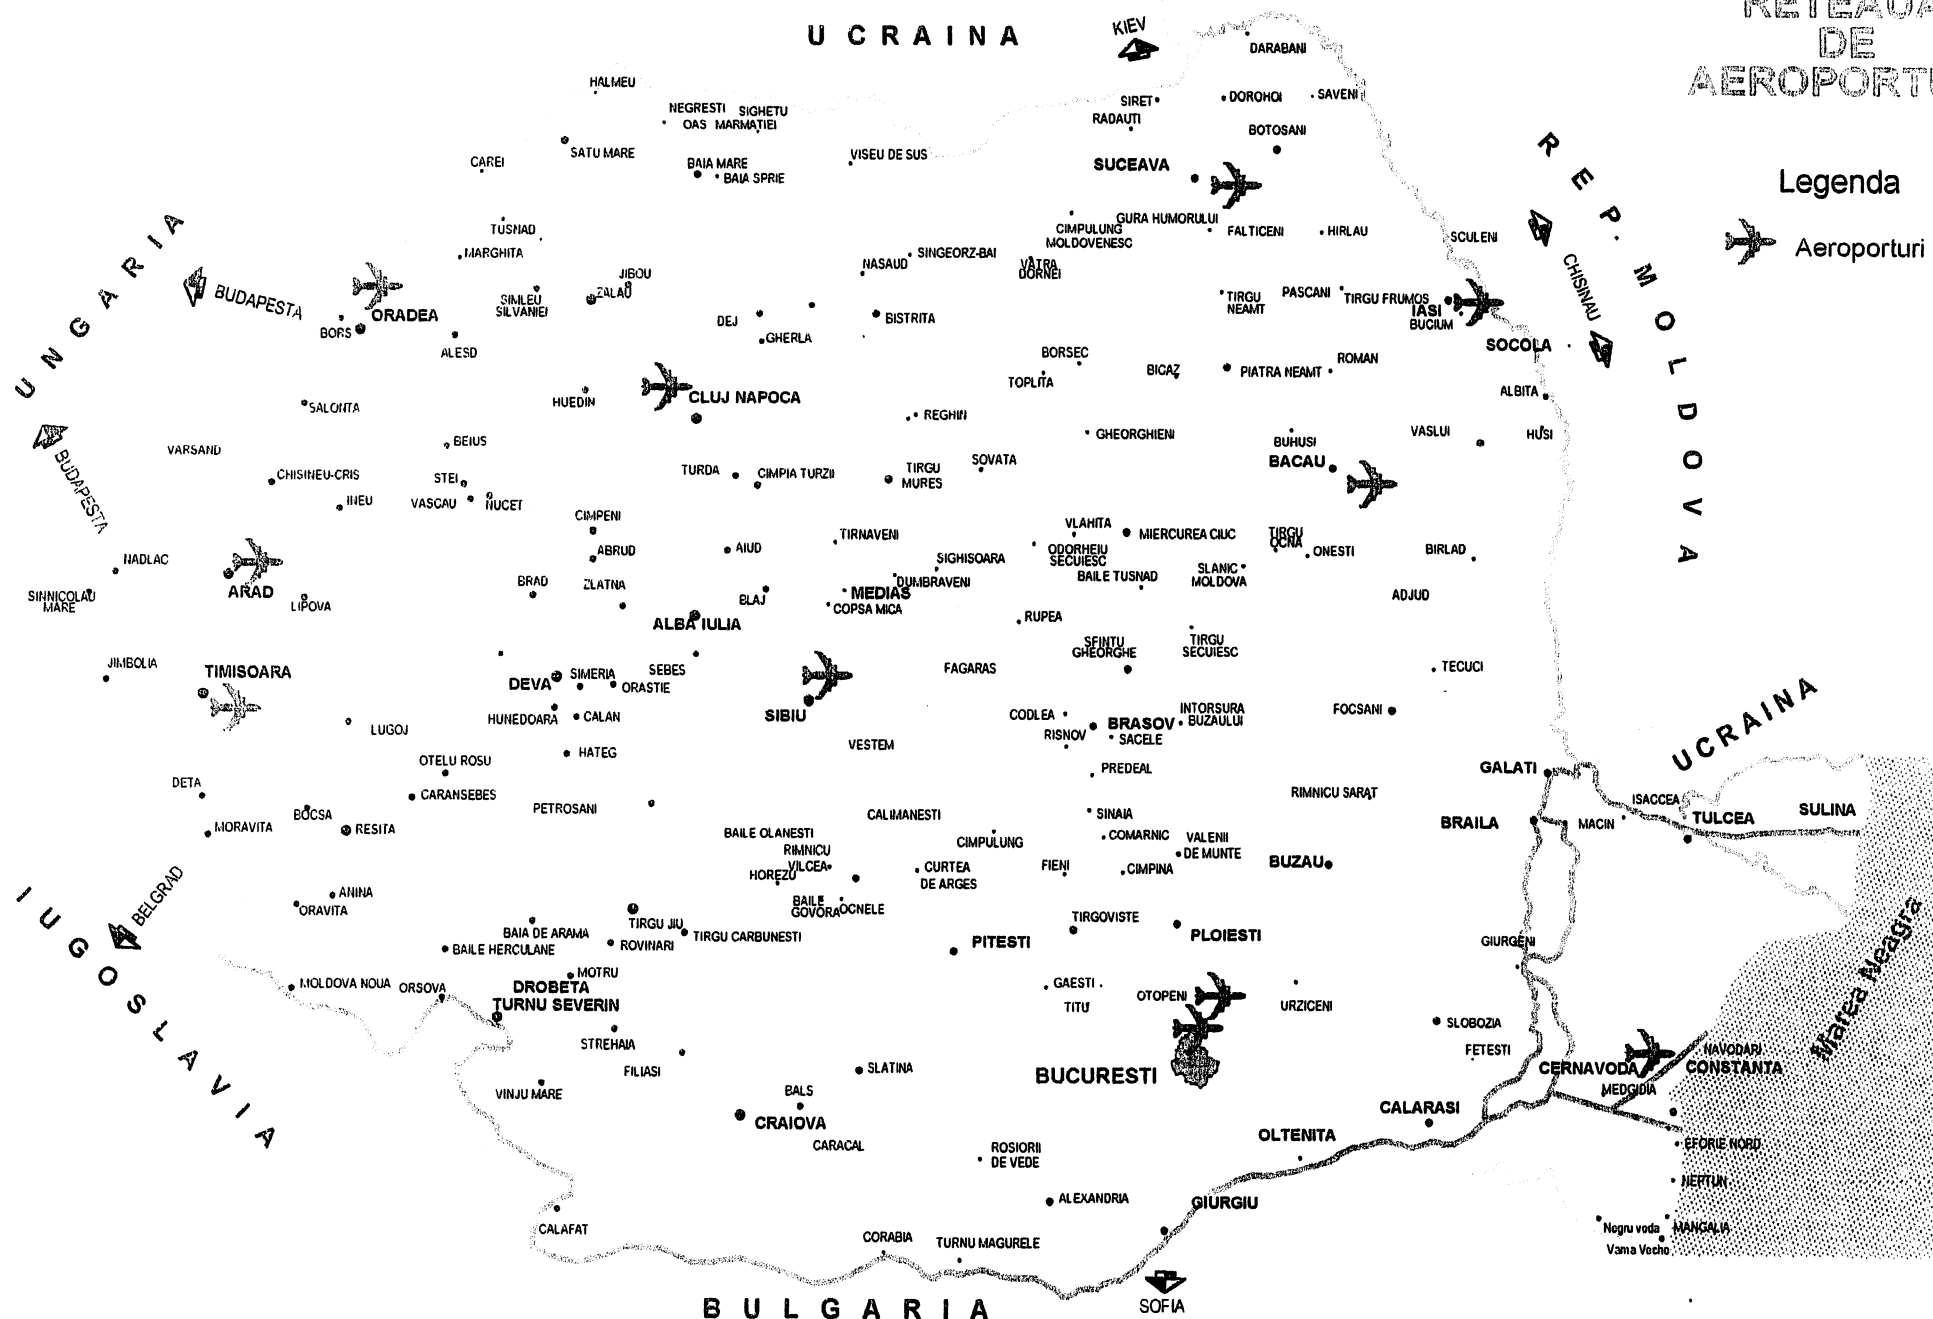 RETEAUA
DE
AEROPORTU
Legenda
Aeroporturi
UCRAINA
KIEV
DARABANI
HALMEU
NEGRESTI
OAS
SIGHETU
MARMATIEI
SIRET
DOROHOI
SAVENI
RADAUTI
BOTOSANI
SATU MARE
CAREI
BAIA MARE
BAIA SPRIE
VISEU DE SUS
SUCEAVA
REP. MOLDOVA
UNGARIA
TUSNAD
MARGHITA
GURA HUMORULUI
CIMPULUNG
MOLDOVENESC
FALTICENI
HIRLAU
SCULENI
CHISINAU
SINGEORZ-BAI
NASAUD
VATRA
DORNEI
JIBOU
ZALAU
SIMLEU
SILVANIEI
BUDAPESTA
ORADEA
BORS
ALESD
DEJ
GHERLA
BISTRITA
TIRGU
NEAMT
PASCANI
TIRGU FRUMOS
IASI
BUCIUM
SOCOLA
BORSEC
TOPLITA
BICAZ
PIATRA NEAMT
ROMAN
ALBITA
HUEDIN
CLUJ NAPOCA
SALONTA
REGHIN
GHEORGHIENI
BUHUSI
BACAU
VASLUI
HUSI
BUDAPESTA
VARSAND
BEIUS
CHISINEU-CRIS
STEI
INEU
VASCAU
NUCET
TURDA
CIMPIA TURZII
TIRGU
MURES
SOVATA
CIMPENI
ABRUD
AIUD
TIRNAVENI
VLAHITA
MIERCUREA CIUC
TIRGU
OCNA
ONESTI
BIRLAD
ODORHEIU
SECUIESC
SIGHISOARA
NADLAC
SINNICOLAU
MARE
ARAD
LIPOVA
BRAD
ZLATNA
BLAJ
DUMBRAVENI
MEDIAS
COPSA MICA
BAILE TUSNAD
SLANIC
MOLDOVA
ADJUD
ALBA IULIA
RUPEA
SFINTU
GHEORGHE
TIRGU
SECUIESC
JIMBOLIA
TIMISOARA
DEVA
SIMERIA
SEBES
ORASTIE
FAGARAS
TECUCI
LUGOJ
HUNEDOARA
CALAN
SIBIU
CODLEA
RISNOV
BRASOV
SACELE
INTORSURA
BUZAULUI
FOCSANI
OTELU ROSU
HATEG
VESTEM
PREDEAL
GALATI
UCRAINA
DETA
CARANSEBES
PETROSANI
CALIMANESTI
SINAIA
RIMNICU SARAT
ISACCEA
SULINA
MORAVITA
BOCSA
RESITA
BAILE OLANESTI
RIMNICU
VILCEA
CIMPULUNG
COMARNIC
VALENII
DE MUNTE
BRAILA
MACIN
TULCEA
HOREZU
CURTEA
DE ARGES
FIENI
CIMPINA
BUZAU
BELGRAD
ANINA
ORAVITA
BAILE
GOVORA
OCNELE
IUGOSLAVIA
TIRGU JIU
TIRGU CARBUNESTI
BAIA DE ARAMA
ROVINARI
BAILE HERCULANE
PITESTI
TIRGOVISTE
PLOIESTI
GIURGENI
Marea Neagra
MOLDOVA NOUA
ORSOVA
MOTRU
DROBETA
TURNU SEVERIN
GAESTI
TITU
OTOPENI
URZICENI
SLOBOZIA
FETESTI
STREHAIA
FILIASI
VINJU MARE
SLATINA
BALS
BUCURESTI
CERNAVODA
NAVODARI
CONSTANTA
MEDGIDIA
CRAIOVA
CARACAL
CALARASI
OLTENITA
EFORIE NORD
ROSIORII
DE VEDE
NEPTUN
ALEXANDRIA
GIURGIU
CALAFAT
CORABIA
TURNU MAGURELE
Negru voda
MANGALIA
Vama Veche
SOFIA
BULGARIA